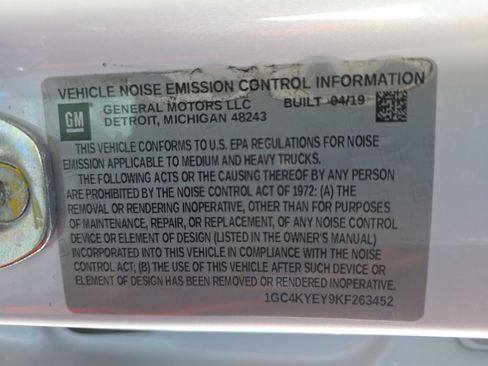 VEHICLE NOISE EMISSION CONTROL INFORMATION
GM
GENERAL MOTORS LLC BUILT 04/19
DETROIT, MICHIGAN 48243
THIS VEHICLE CONFORMS TO U.S. EPA REGULATIONS FOR NOISE
EMISSION APPLICABLE TO MEDIUM AND HEAVY TRUCKS.
THE FOLLOWING ACTS OR THE CAUSING THEREOF BY ANY PERSON
ARE PROHIBITED BY THE NOISE CONTROL ACT OF 1972: (A) THE
REMOVAL OR RENDERING INOPERATIVE, OTHER THAN FOR PURPOSES
OF MAINTENANCE, REPAIR, OR REPLACEMENT, OF ANY NOISE CONTROL
DEVICE OR ELEMENT OF DESIGN (LISTED IN THE OWNER'S MANUAL)
INCORPORATED INTO THIS VEHICLE IN COMPLIANCE WITH THE NOISE
CONTROL ACT; (B) THE USE OF THIS VEHICLE AFTER SUCH DEVICE OR
ELEMENT OF DESIGN HAS BEEN REMOVED OR RENDERED INOPERATIVE.
1GC4KYEY9KF263452